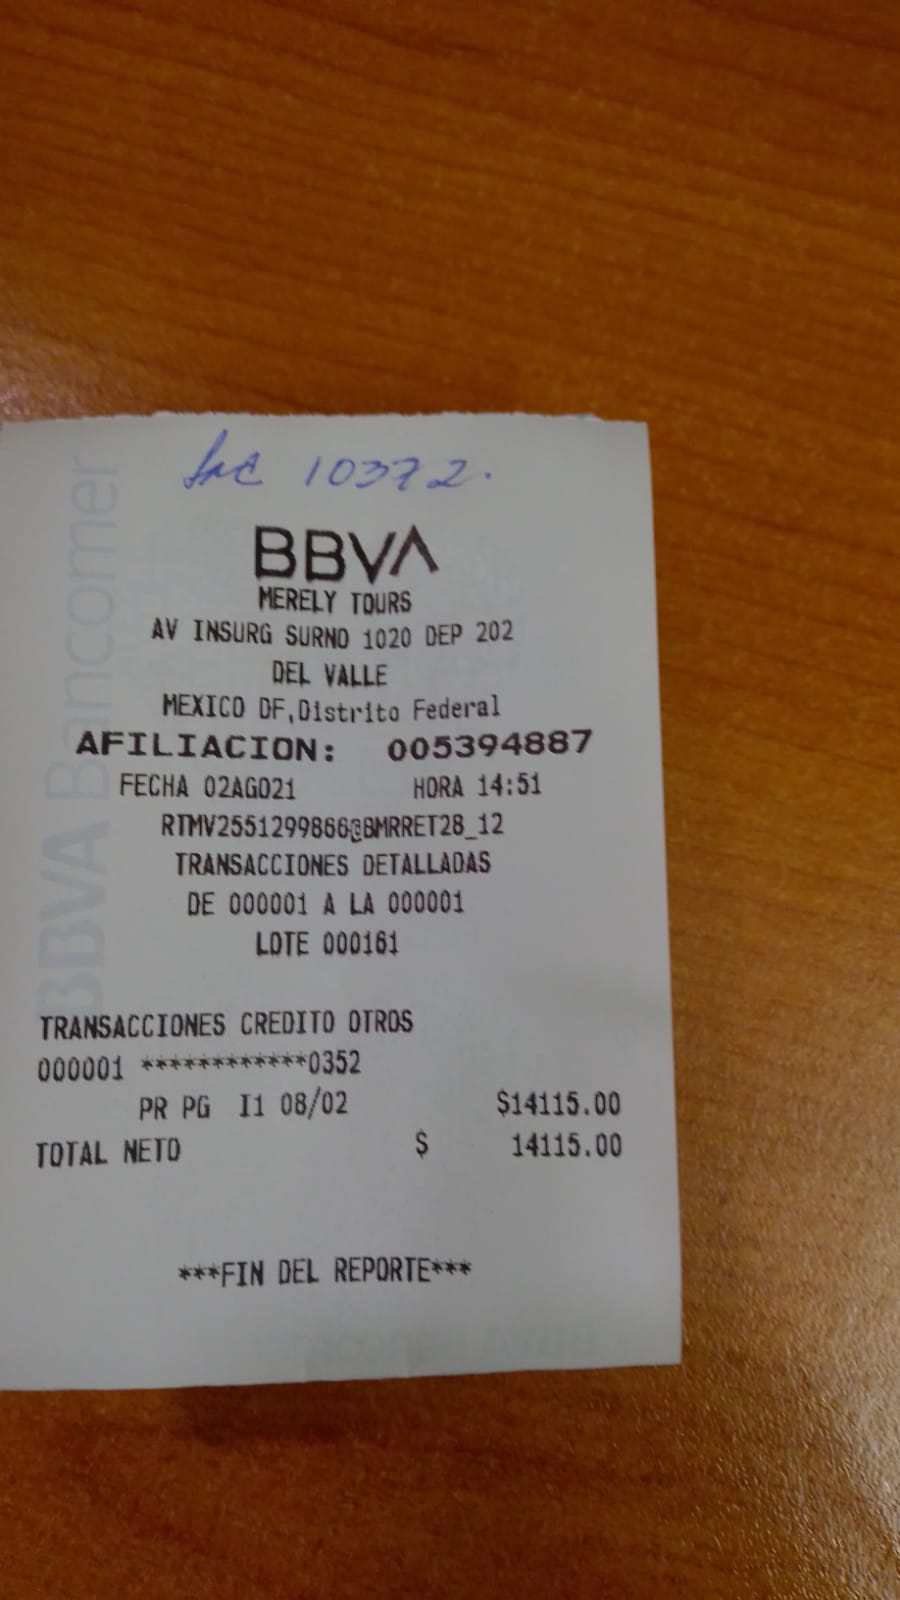 Fac 10372.
BBVA
MERELY TOURS
AV INSURG SURNO 1020 DEP 202
DEL VALLE
MEXICO DF,Distrito Federal
AFILIACION: 005394887
FECHA 02AGO21 HORA 14:51
RTMV2551299866@BMRRET28_12
TRANSACCIONES DETALLADAS
DE 000001 A LA 000001
LOTE 000161
TRANSACCIONES CREDITO OTROS
000001 ************0352
PR PG I1 08/02 $14115.00
TOTAL NETO $ 14115.00
***FIN DEL REPORTE***
BBVA Bancomer